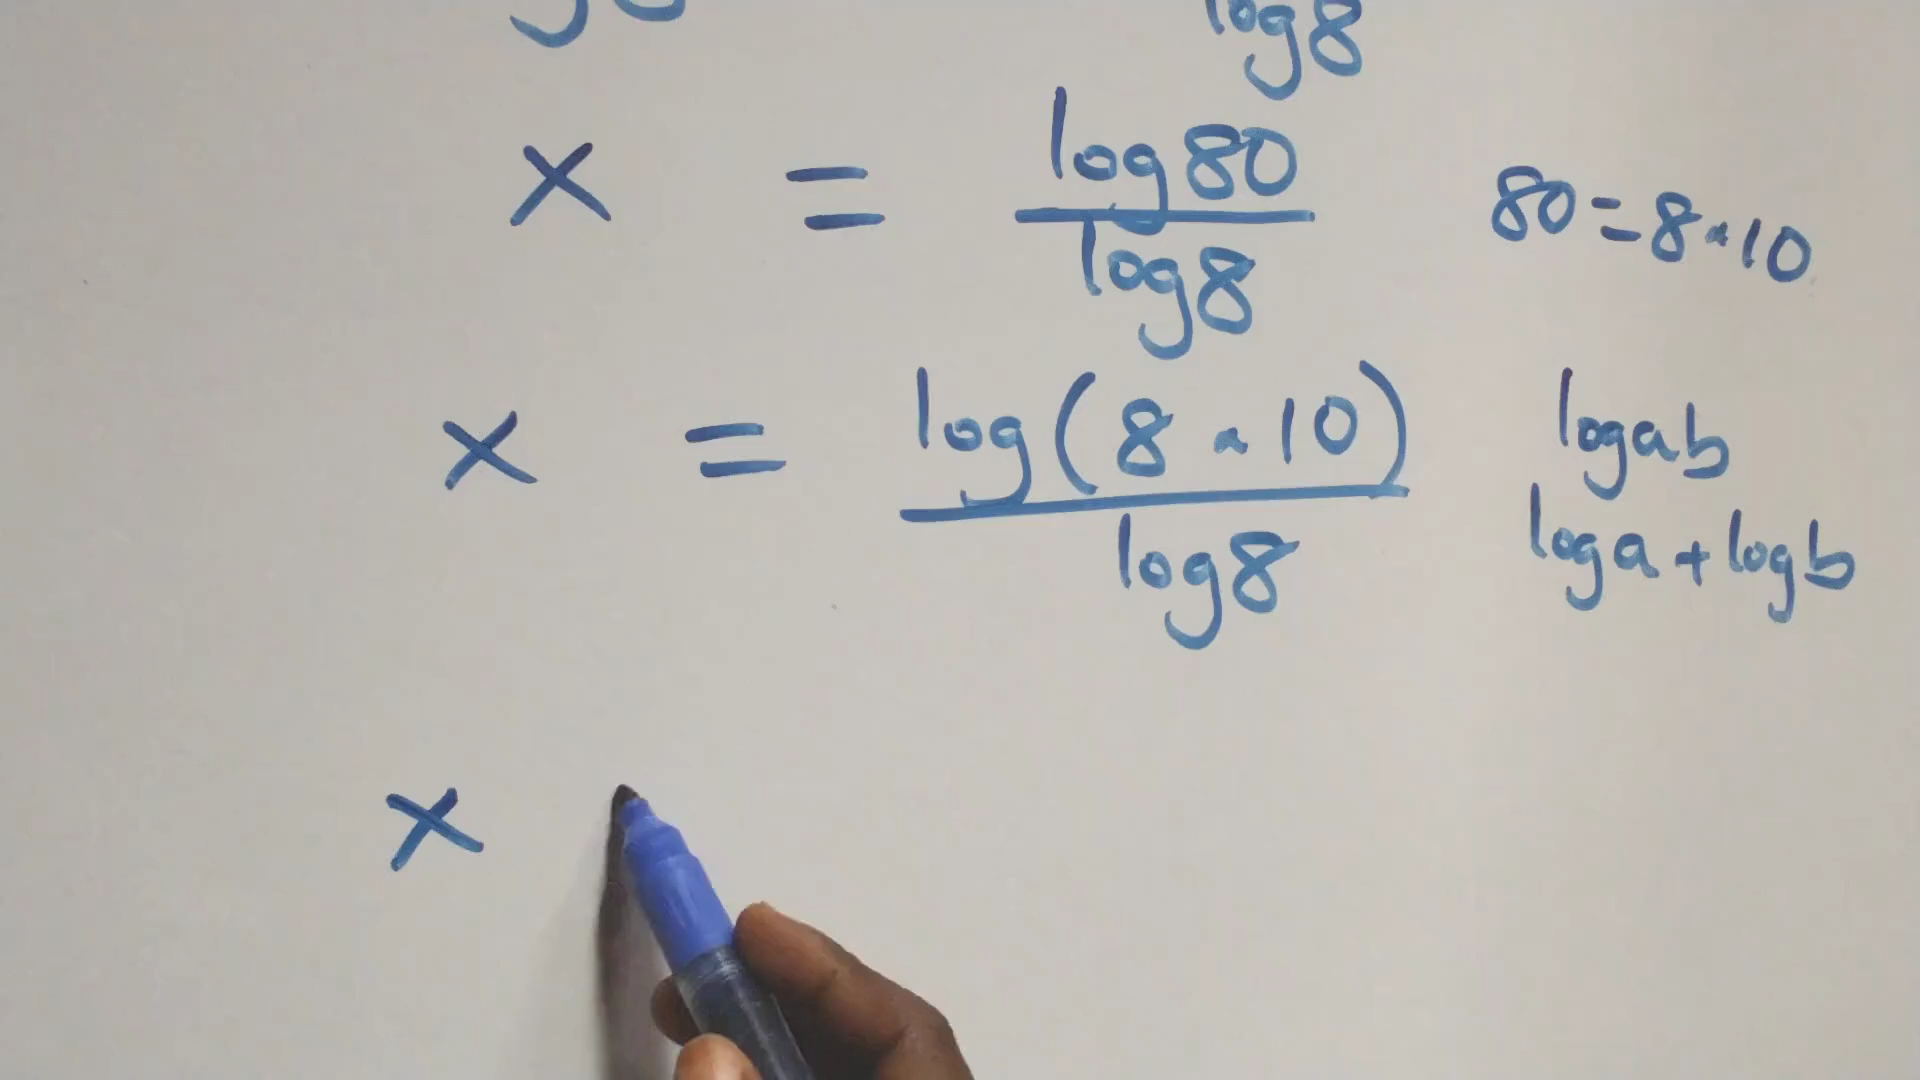 log8
x = log80
log8
80=8×10
x = log(8×10)
log8
logab
loga+logb
x